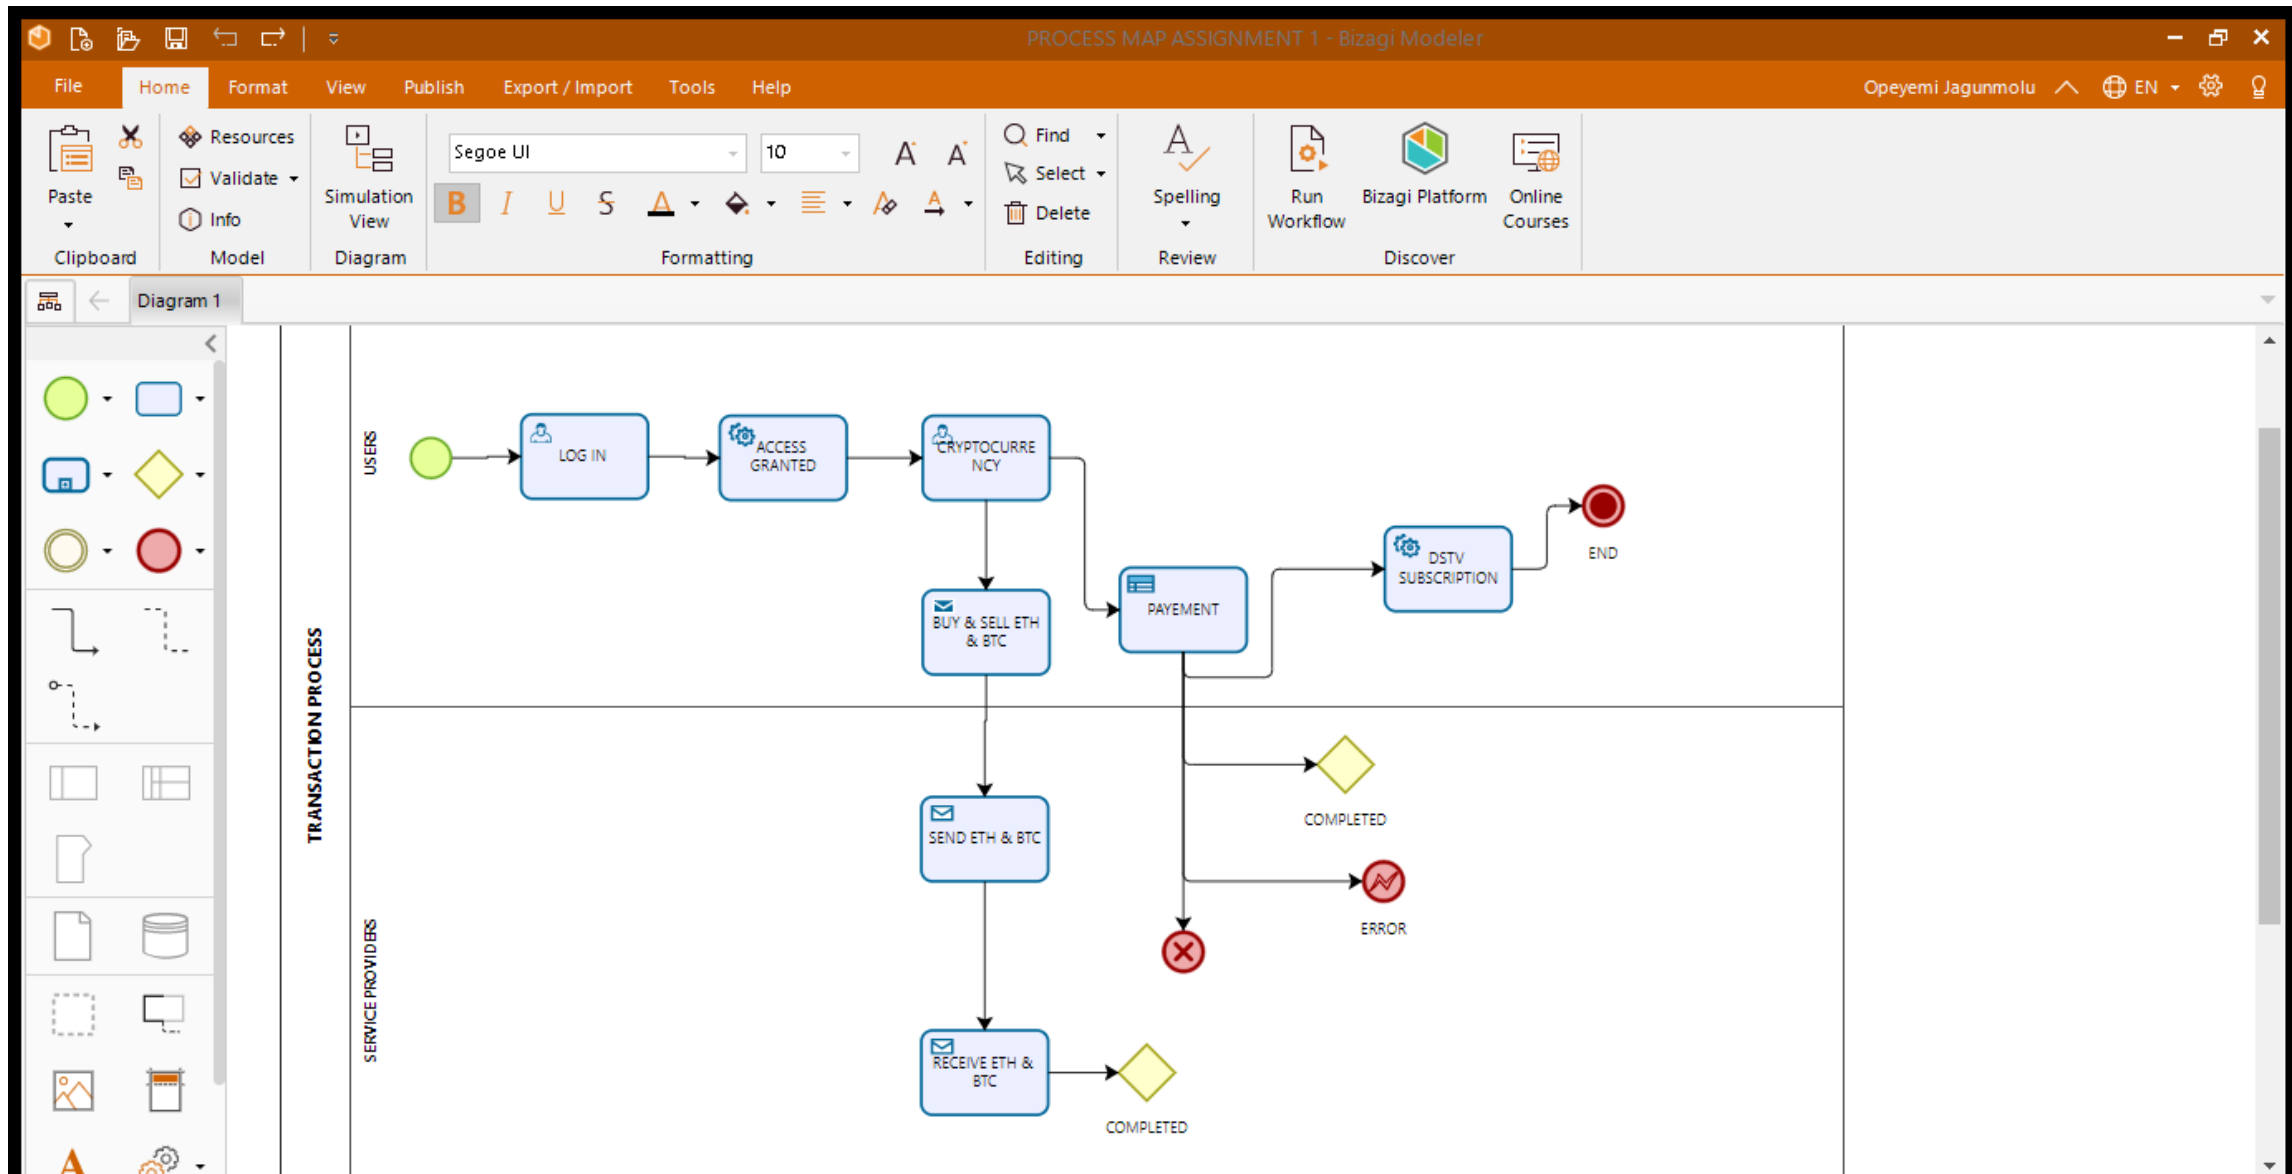 PROCESS MAP ASSIGNMENT 1 - Bizagi Modeler
File Home Format View Publish Export / Import Tools Help Opeyemi Jagunmolu EN
Paste
Clipboard
Resources
Validate
Info
Model
Simulation
View
Diagram
Segoe UI 10
B I U S A
Formatting
Find
Select
Delete
Editing
Spelling
Review
Run
Workflow
Bizagi Platform
Online
Courses
Discover
Diagram 1
TRANSACTION PROCESS
USERS
LOG IN
ACCESS
GRANTED
CRYPTOCURRE
NCY
BUY & SELL ETH
& BTC
PAYEMENT
DSTV
SUBSCRIPTION
END
SERVICE PROVIDERS
SEND ETH & BTC
COMPLETED
ERROR
RECEIVE ETH &
BTC
COMPLETED